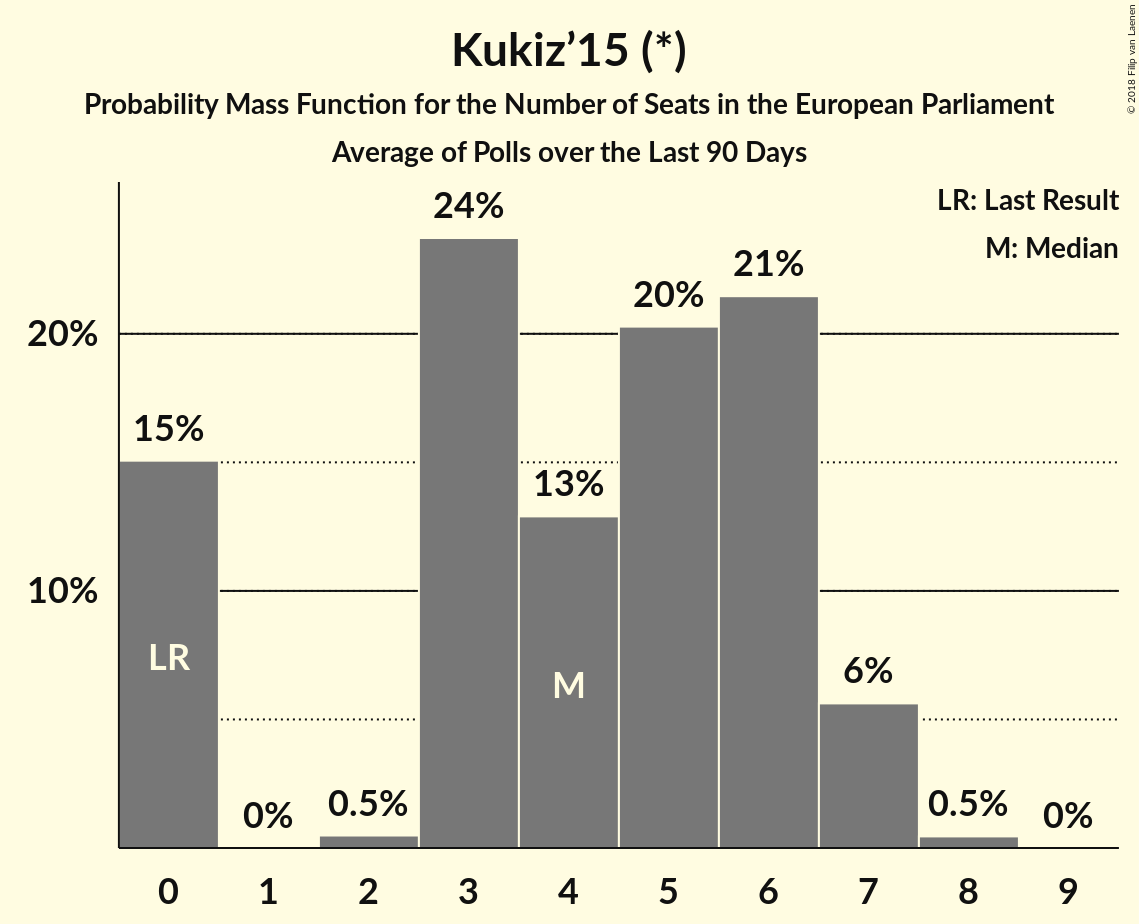 Kukiz’15 (*)
Probability Mass Function for the Number of Seats in the European Parliament
Average of Polls over the Last 90 Days
© 2018 Filip van Laenen
LR: Last Result
M: Median
24%
21%
20%
20%
15%
13%
10%
LR
M
6%
0%
0.5%
0.5%
0%
0 1 2 3 4 5 6 7 8 9